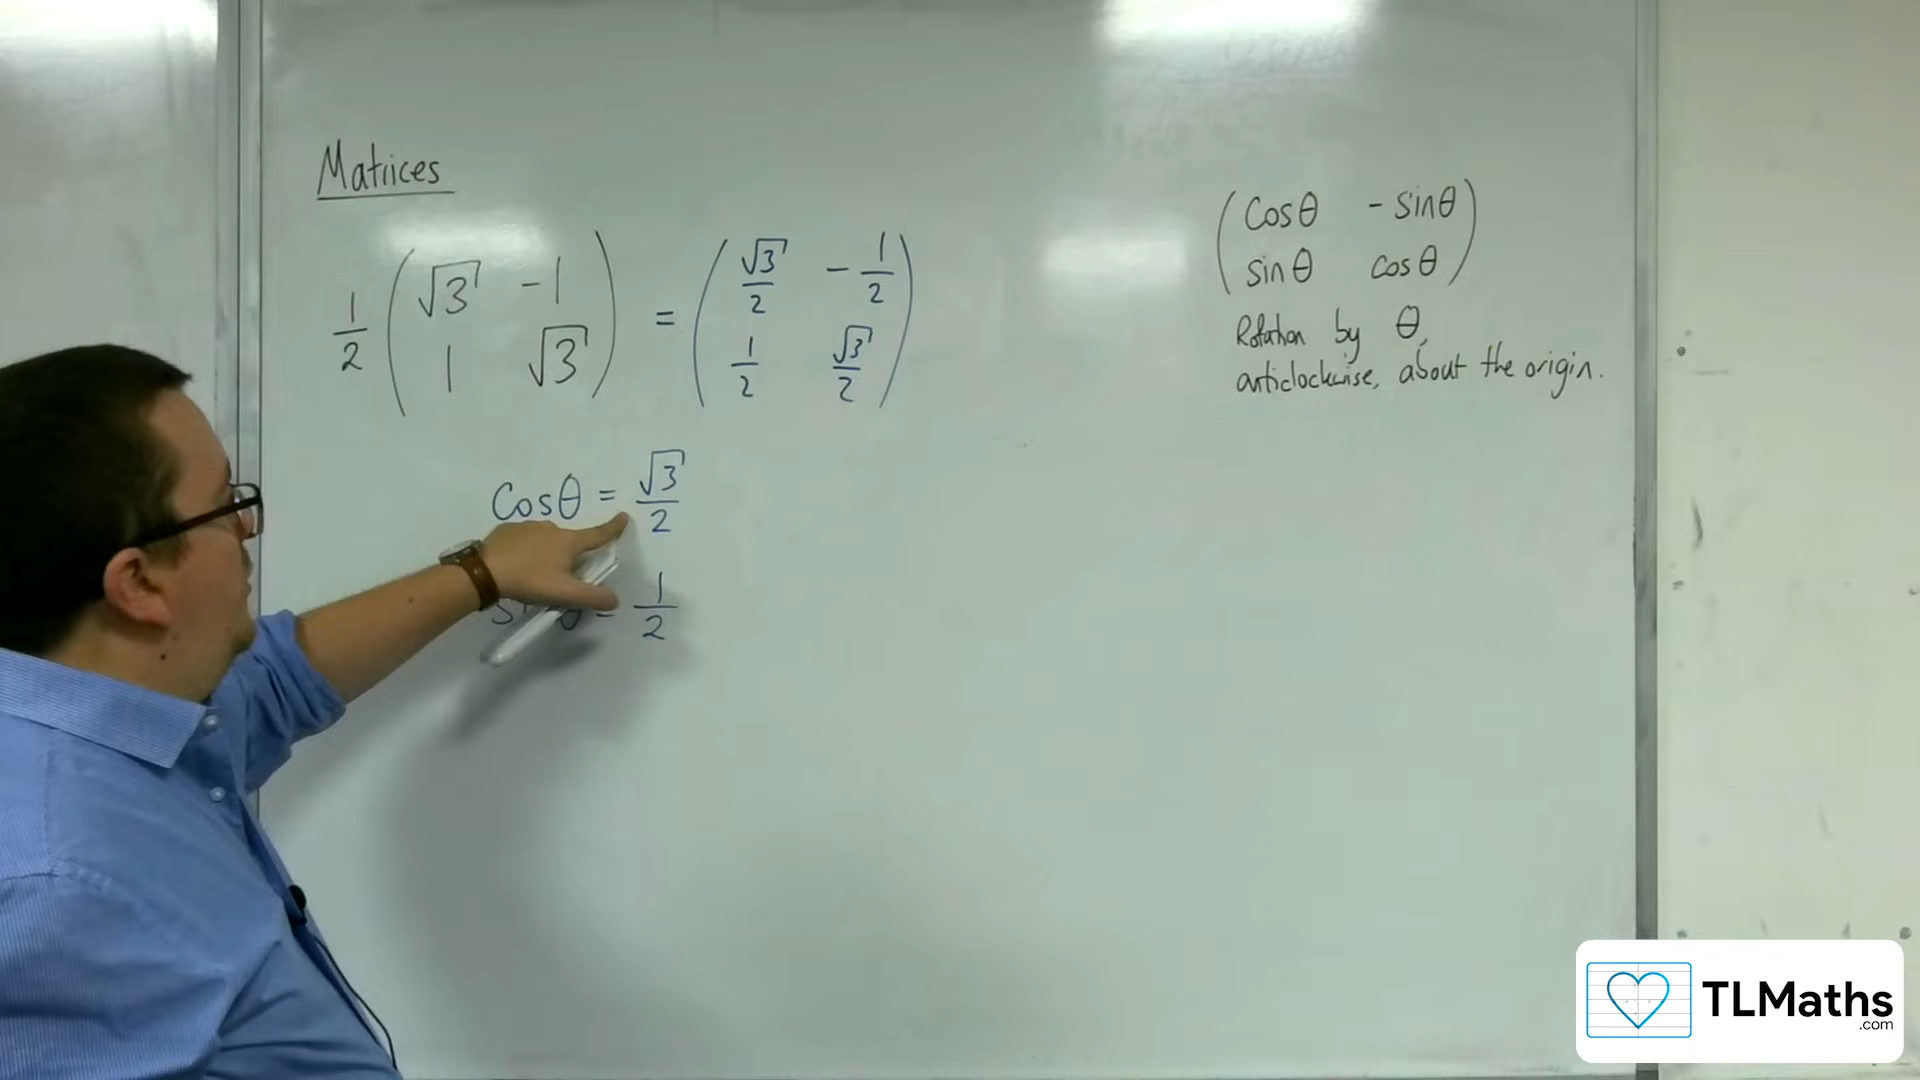 Matrices
1/2 (√3 -1; 1 √3) = (√3/2 -1/2; 1/2 √3/2)
cosθ = √3/2
= 1/2
(cosθ -sinθ
sinθ cosθ)
Rotation by θ,
anticlockwise, about the origin.
TLMaths
.com